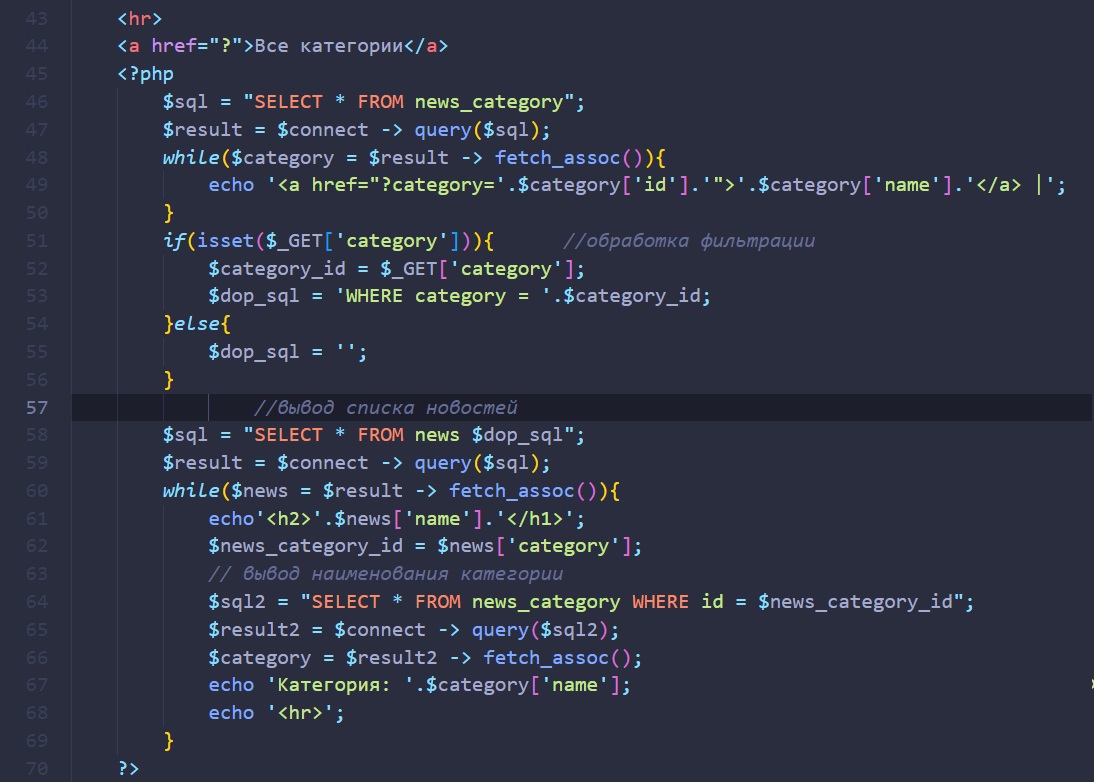 43 <hr>
44 <a href="?">Все категории</a>
45 <?php
46 $sql = "SELECT * FROM news_category";
47 $result = $connect -> query($sql);
48 while($category = $result -> fetch_assoc()){
49 echo '<a href="?category='.$category['id'].'">'.$category['name'].'</a> |';
50 }
51 if(isset($_GET['category'])){ //обработка фильтрации
52 $category_id = $_GET['category'];
53 $dop_sql = 'WHERE category = '.$category_id;
54 }else{
55 $dop_sql = '';
56 }
57 //вывод списка новостей
58 $sql = "SELECT * FROM news $dop_sql";
59 $result = $connect -> query($sql);
60 while($news = $result -> fetch_assoc()){
61 echo'<h2>'.$news['name'].'</h1>';
62 $news_category_id = $news['category'];
63 // вывод наименования категории
64 $sql2 = "SELECT * FROM news_category WHERE id = $news_category_id";
65 $result2 = $connect -> query($sql2);
66 $category = $result2 -> fetch_assoc();
67 echo 'Категория: '.$category['name'];
68 echo '<hr>';
69 }
70 ?>